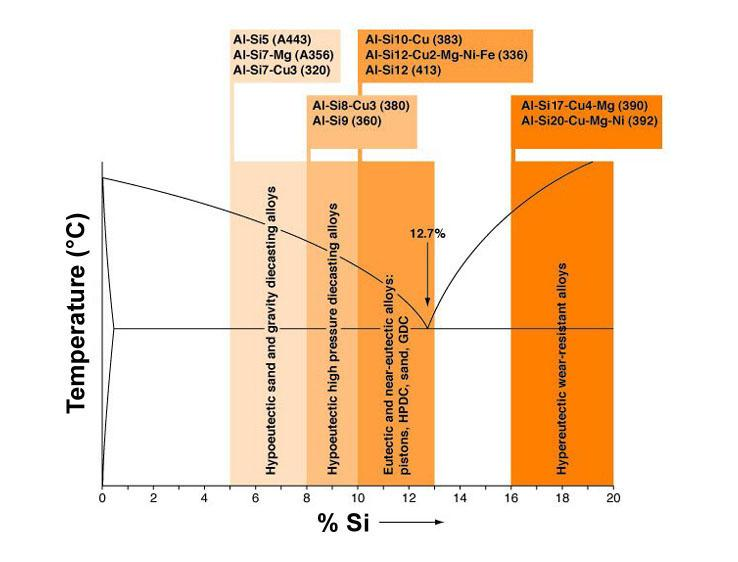 Al-Si5 (A443)
Al-Si7-Mg (A356)
Al-Si7-Cu3 (320)
Al-Si10-Cu (383)
Al-Si12-Cu2-Mg-Ni-Fe (336)
Al-Si12 (413)
Al-Si8-Cu3 (380)
Al-Si9 (360)
Al-Si17-Cu4-Mg (390)
Al-Si20-Cu-Mg-Ni (392)
12.7%
Temperature (°C)
Hypoeutectic sand and gravity diecasting alloys
Hypoeutectic high pressure diecasting alloys
Eutectic and near-eutectic alloys:
pistons, HPDC, sand, GDC
Hypereutectic wear-resistant alloys
0 2 4 6 8 10 12 14 16 18 20
% Si